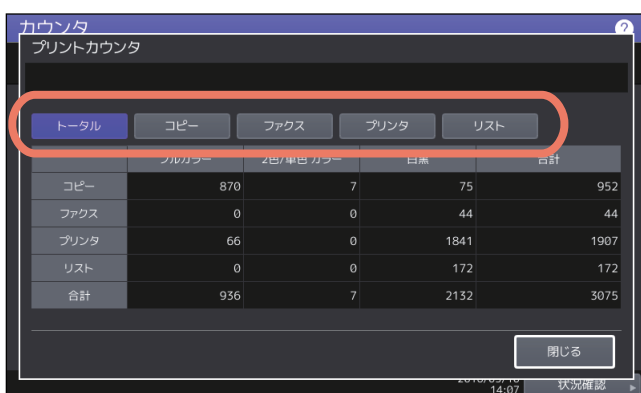 カウンタ ?
プリントカウンタ
トータル コピー ファクス プリンタ リスト
フルカラー 2色/単色 カラー 白黒 合計
コピー 870 7 75 952
ファクス 0 0 44 44
プリンタ 66 0 1841 1907
リスト 0 0 172 172
合計 936 7 2132 3075
閉じる
14:07 状況確認